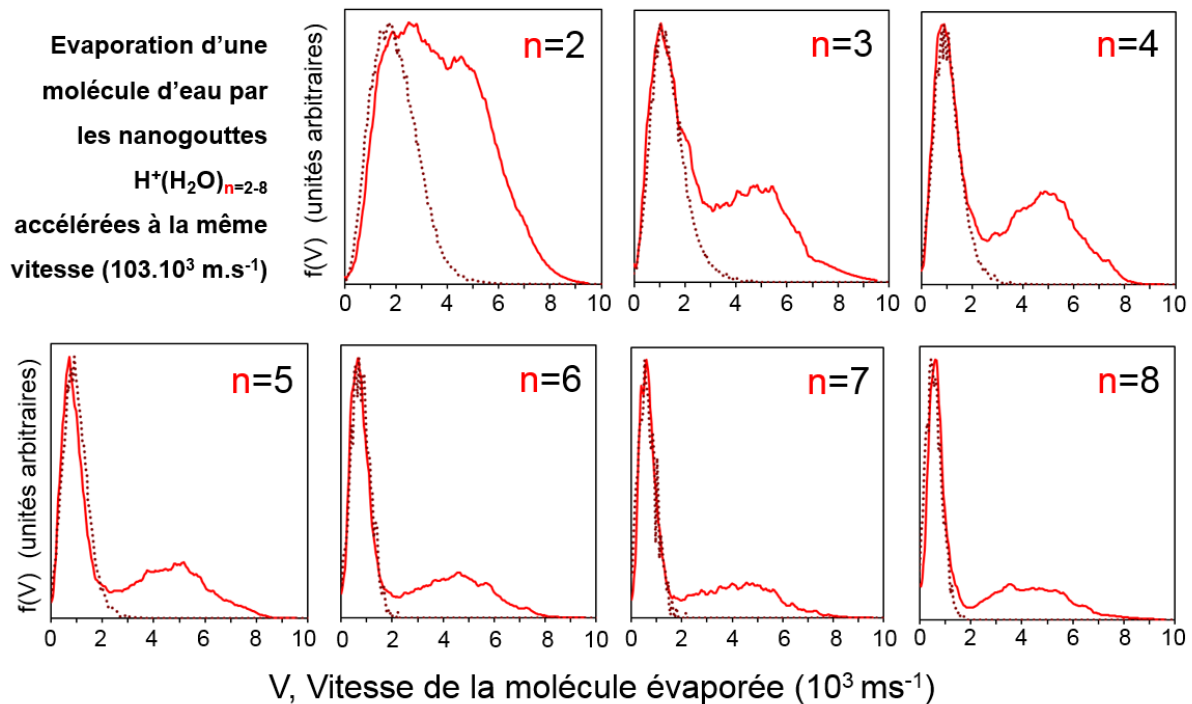 Evaporation d'une
molécule d'eau par
les nanogouttes
H⁺(H₂O)ₙ₌₂₋₈
accélérées à la même
vitesse (103.10³ m.s⁻¹)
f(V) (unités arbitraires)
n=2
0 2 4 6 8 10
f(V) (unités arbitraires)
n=3
0 2 4 6 8 10
n=4
0 2 4 6 8 10
f(V) (unités arbitraires)
n=5
0 2 4 6 8 10
n=6
0 2 4 6 8 10
n=7
0 2 4 6 8 10
n=8
0 2 4 6 8 10
V, Vitesse de la molécule évaporée (10³ ms⁻¹)